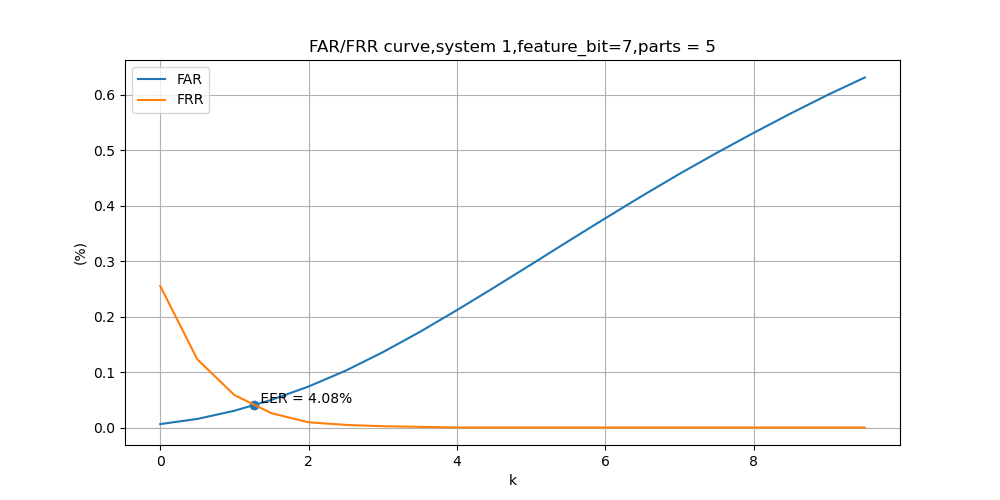 FAR/FRR curve,system 1,feature_bit=7,parts = 5
FAR
FRR
0.6
0.5
0.4
0.3
0.2
0.1
0.0
(%)
EER = 4.08%
0 2 4 6 8
k